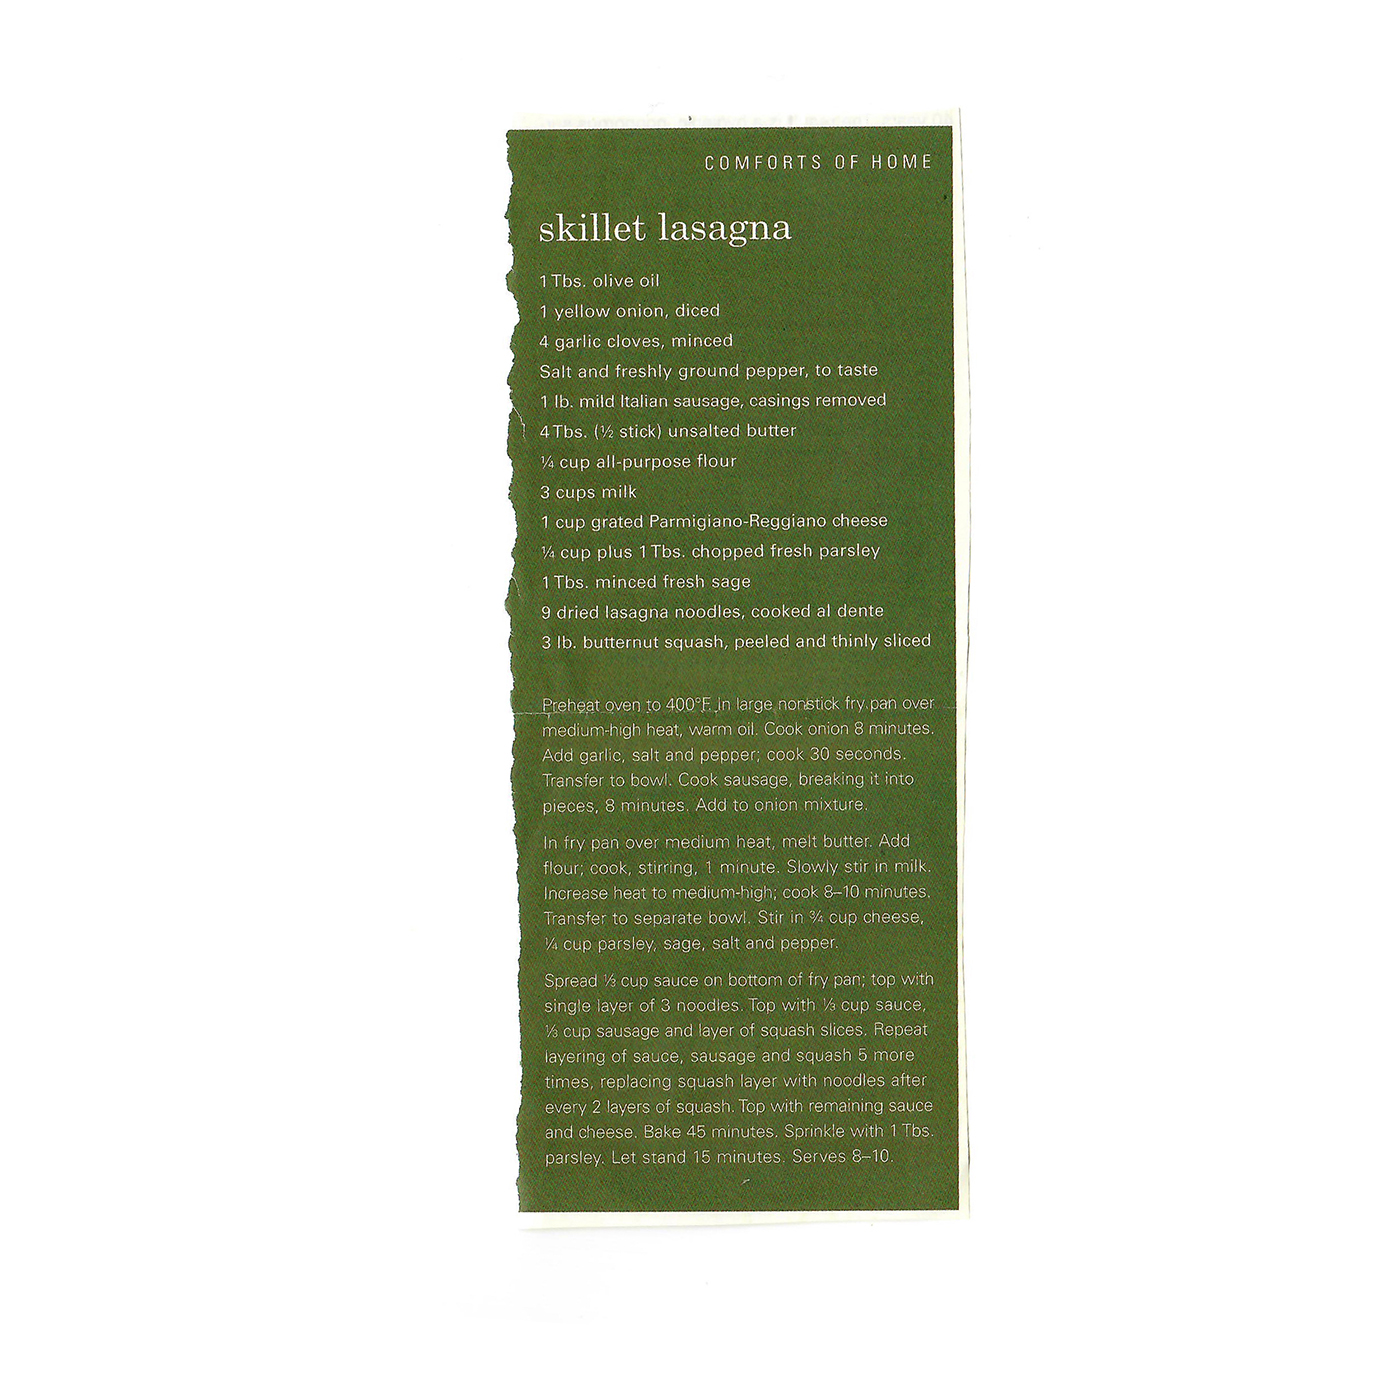 COMFORTS OF HOME
skillet lasagna
1 Tbs. olive oil
1 yellow onion, diced
4 garlic cloves, minced
Salt and freshly ground pepper, to taste
1 lb. mild Italian sausage, casings removed
4 Tbs. (½ stick) unsalted butter
¼ cup all-purpose flour
3 cups milk
1 cup grated Parmigiano-Reggiano cheese
¼ cup plus 1 Tbs. chopped fresh parsley
1 Tbs. minced fresh sage
9 dried lasagna noodles, cooked al dente
3 lb. butternut squash, peeled and thinly sliced
Preheat oven to 400°F. In large nonstick fry pan over
medium-high heat, warm oil. Cook onion 8 minutes.
Add garlic, salt and pepper; cook 30 seconds.
Transfer to bowl. Cook sausage, breaking it into
pieces, 8 minutes. Add to onion mixture.
In fry pan over medium heat, melt butter. Add
flour; cook, stirring, 1 minute. Slowly stir in milk.
Increase heat to medium-high; cook 8–10 minutes.
Transfer to separate bowl. Stir in ¾ cup cheese,
¼ cup parsley, sage, salt and pepper.
Spread ⅓ cup sauce on bottom of fry pan; top with
single layer of 3 noodles. Top with ⅓ cup sauce,
⅓ cup sausage and layer of squash slices. Repeat
layering of sauce, sausage and squash 5 more
times, replacing squash layer with noodles after
every 2 layers of squash. Top with remaining sauce
and cheese. Bake 45 minutes. Sprinkle with 1 Tbs.
parsley. Let stand 15 minutes. Serves 8–10.